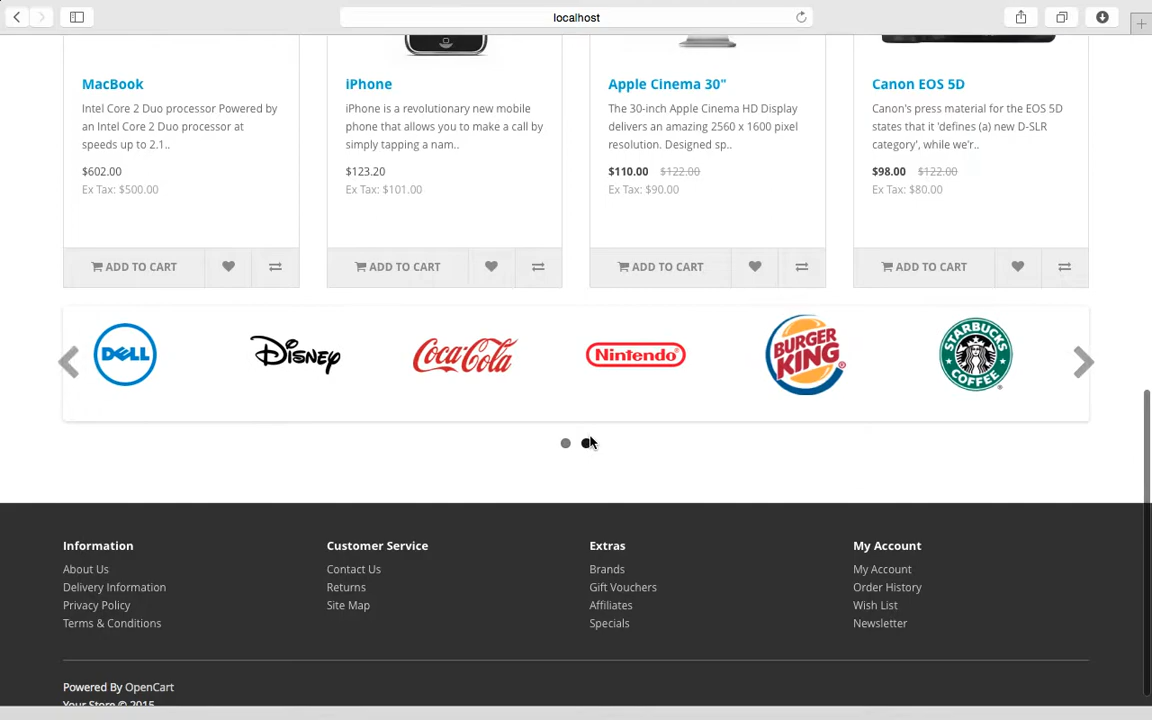 localhost
MacBook
iPhone
Apple Cinema 30"
Canon EOS 5D
Intel Core 2 Duo processor Powered by
an Intel Core 2 Duo processor at
speeds up to 2.1..
iPhone is a revolutionary new mobile
phone that allows you to make a call by
simply tapping a nam..
The 30-inch Apple Cinema HD Display
delivers an amazing 2560 x 1600 pixel
resolution. Designed sp..
Canon's press material for the EOS 5D
states that it 'defines (a) new D-SLR
category', while we'r..
$602.00
Ex Tax: $500.00
$123.20
Ex Tax: $101.00
$110.00 $122.00
Ex Tax: $90.00
$98.00 $122.00
Ex Tax: $80.00
ADD TO CART
ADD TO CART
ADD TO CART
ADD TO CART
DELL
Disney
Coca-Cola
Nintendo
BURGER
KING
STARBUCKS
COFFEE
Information
About Us
Delivery Information
Privacy Policy
Terms & Conditions
Customer Service
Contact Us
Returns
Site Map
Extras
Brands
Gift Vouchers
Affiliates
Specials
My Account
My Account
Order History
Wish List
Newsletter
Powered By OpenCart
Your Store © 2015